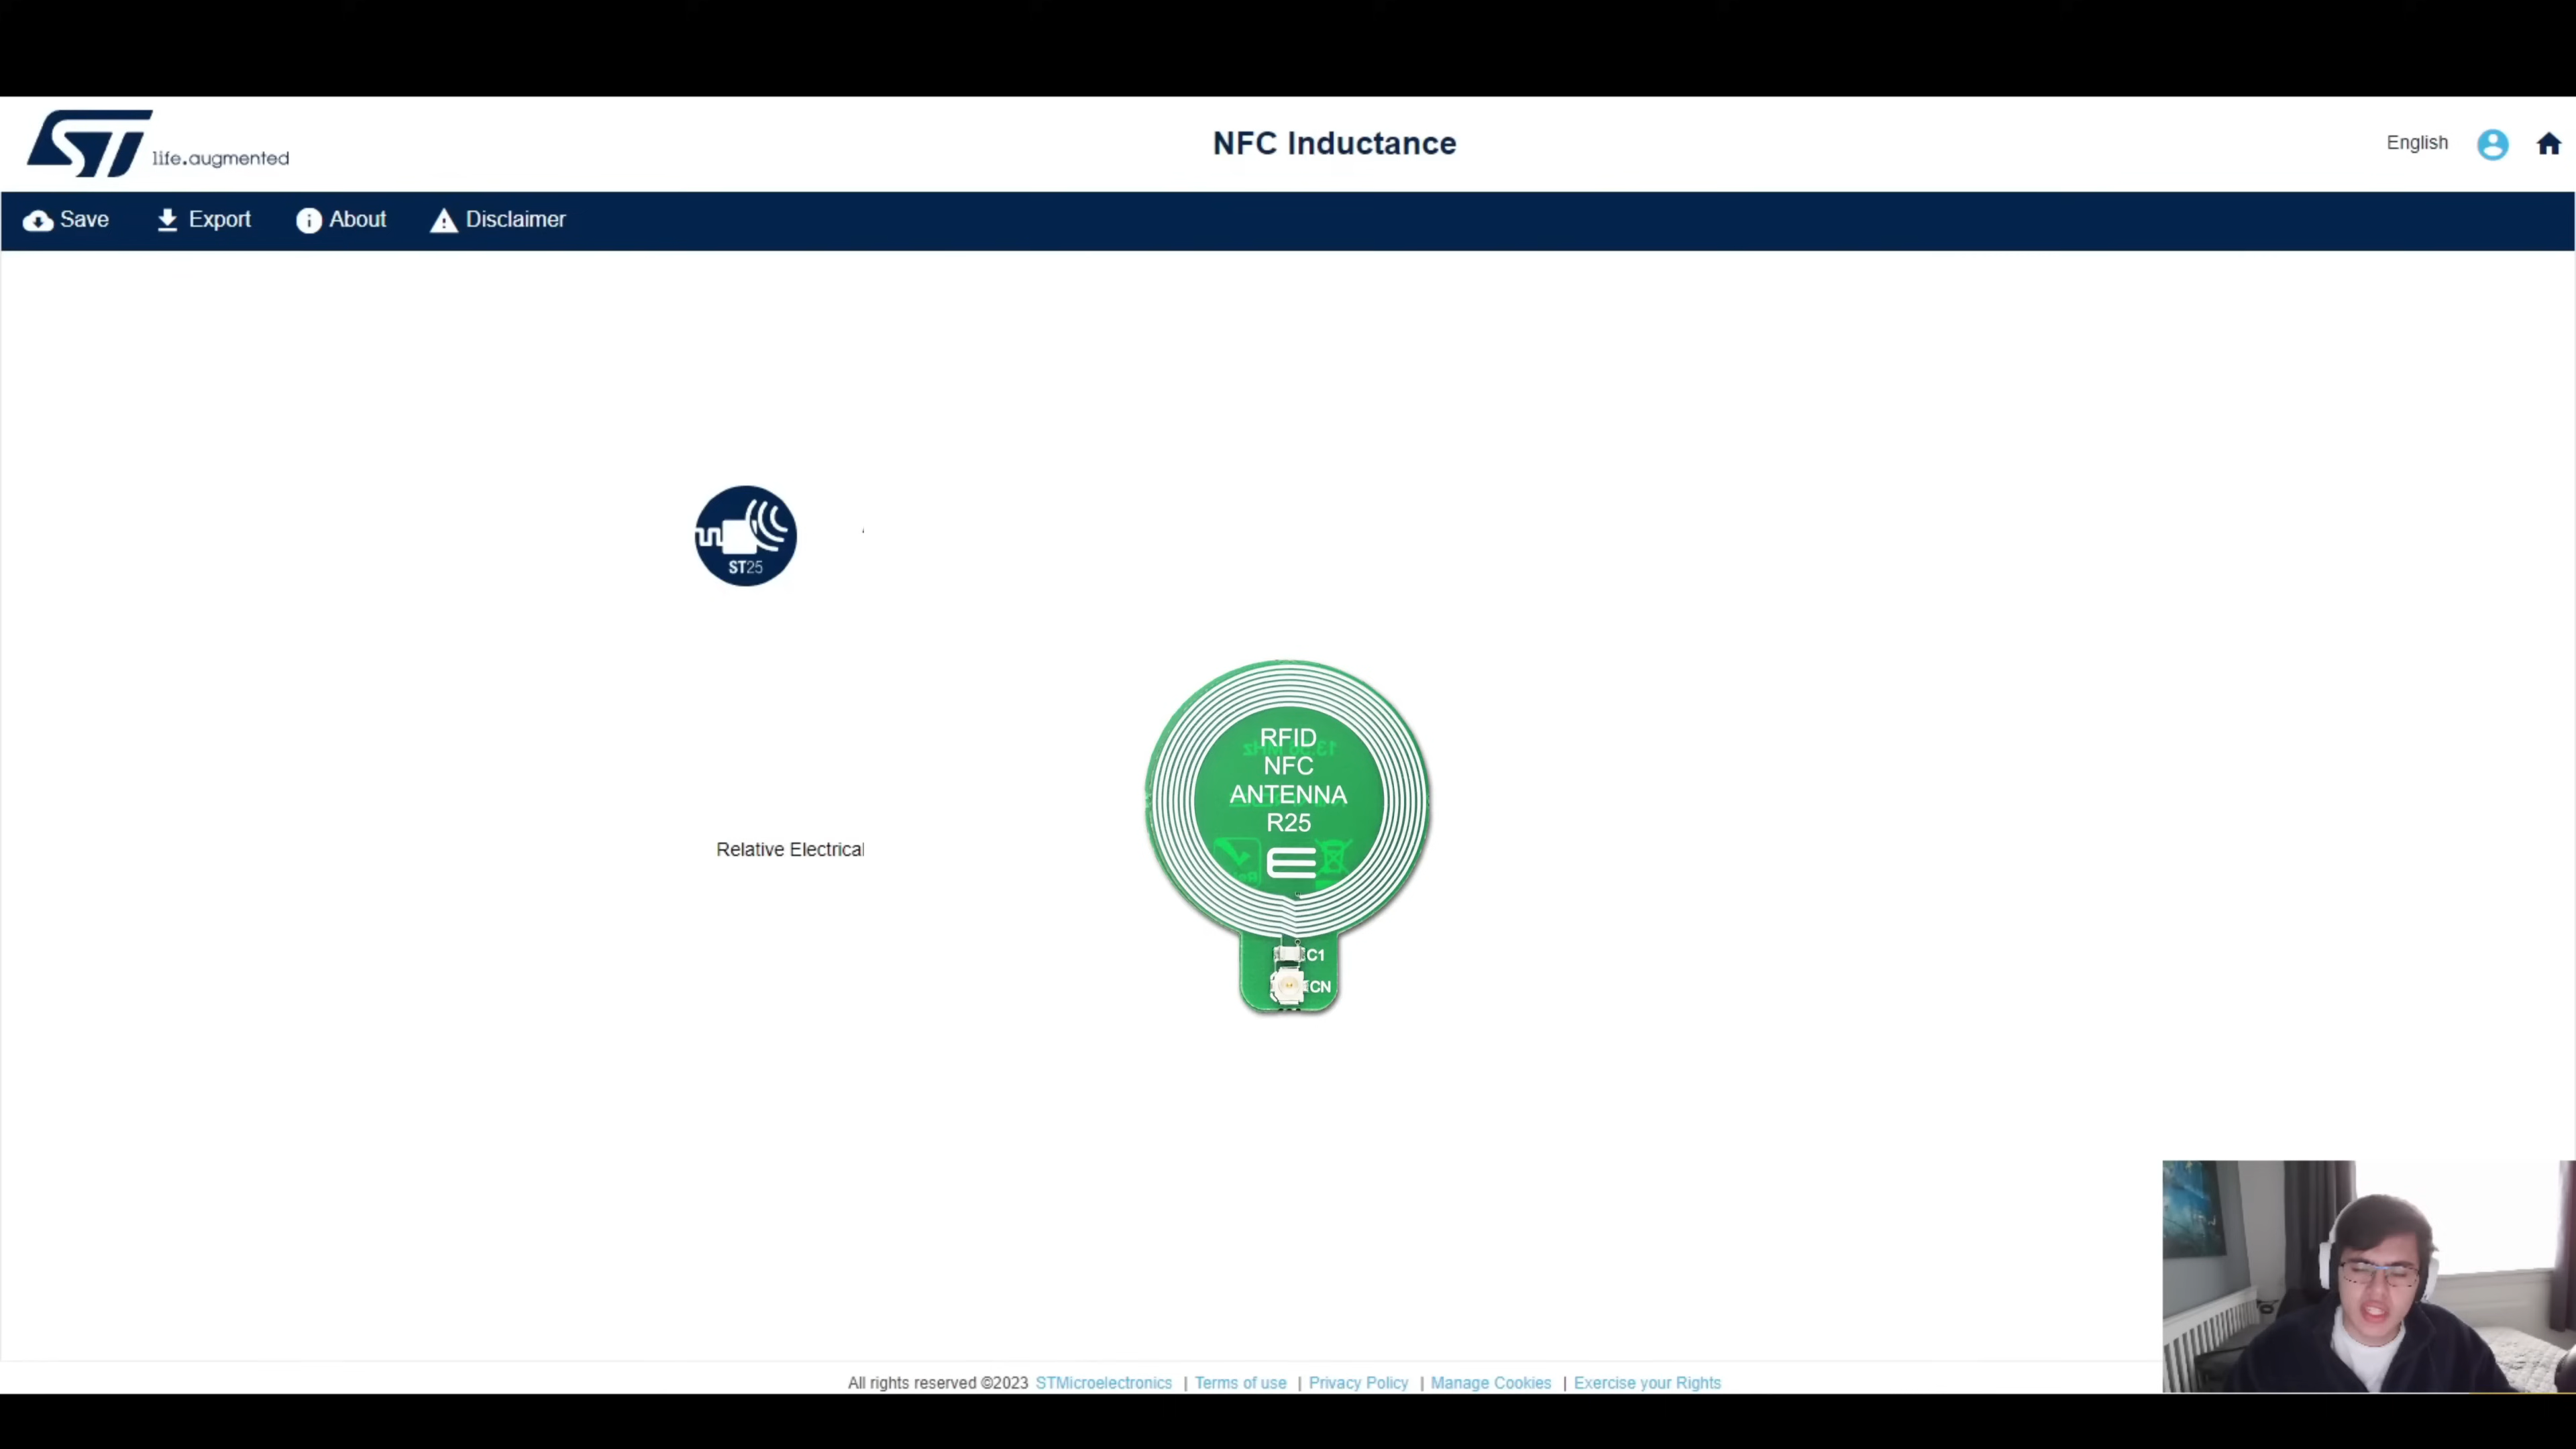 ST life.augmented
NFC Inductance
English
Save
Export
About
Disclaimer
ST25
RFID
NFC
ANTENNA
R25
Relative Electrical
C1
CN
All rights reserved ©2023 STMicroelectronics | Terms of use | Privacy Policy | Manage Cookies | Exercise your Rights